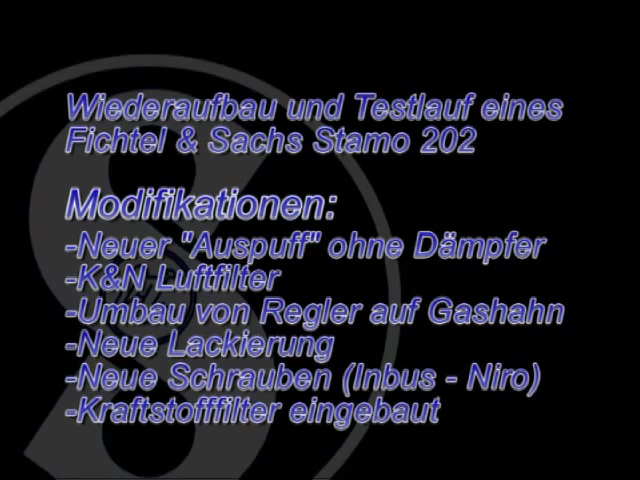 Wiederaufbau und Testlauf eines
Fichtel & Sachs Stamo 202
Modifikationen:
-Neuer "Auspuff" ohne Dämpfer
-K&N Luftfilter
-Umbau von Regler auf Gashahn
-Neue Lackierung
-Neue Schrauben (Inbus - Niro)
-Kraftstofffilter eingebaut